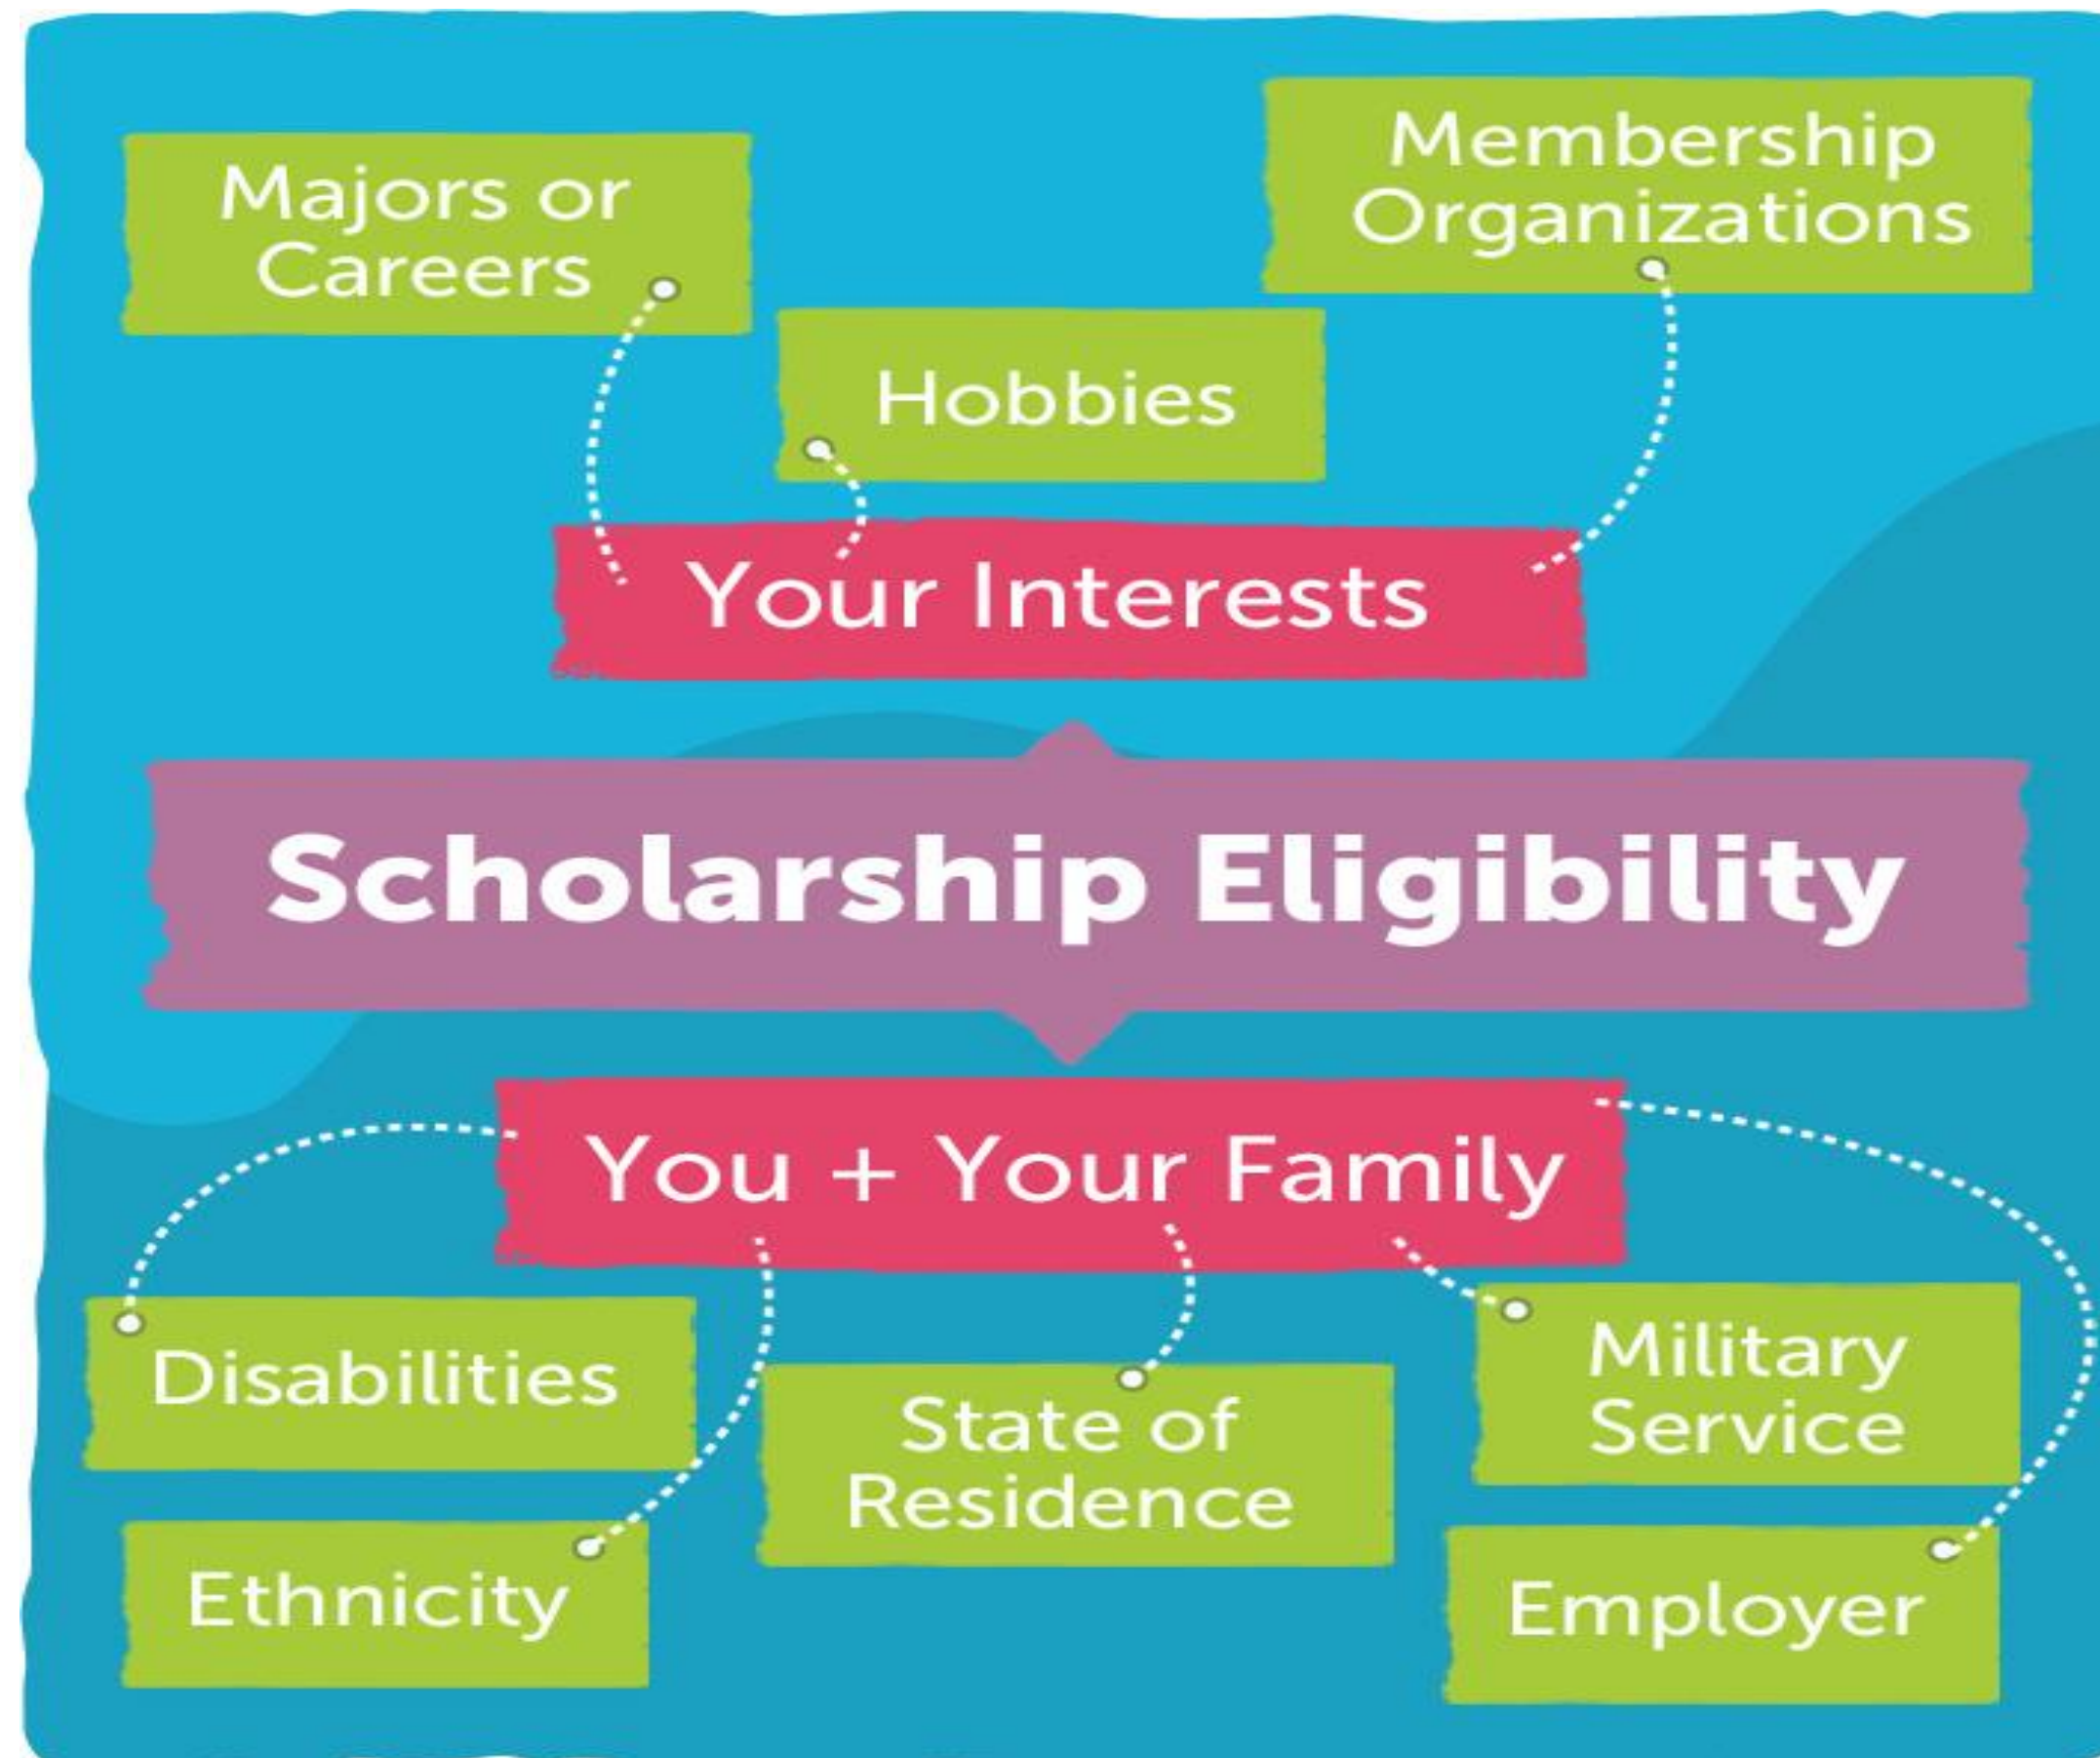 Majors or
Careers
Membership
Organizations
Hobbies
Your Interests
Scholarship Eligibility
You + Your Family
Disabilities
Ethnicity
State of
Residence
Military
Service
Employer